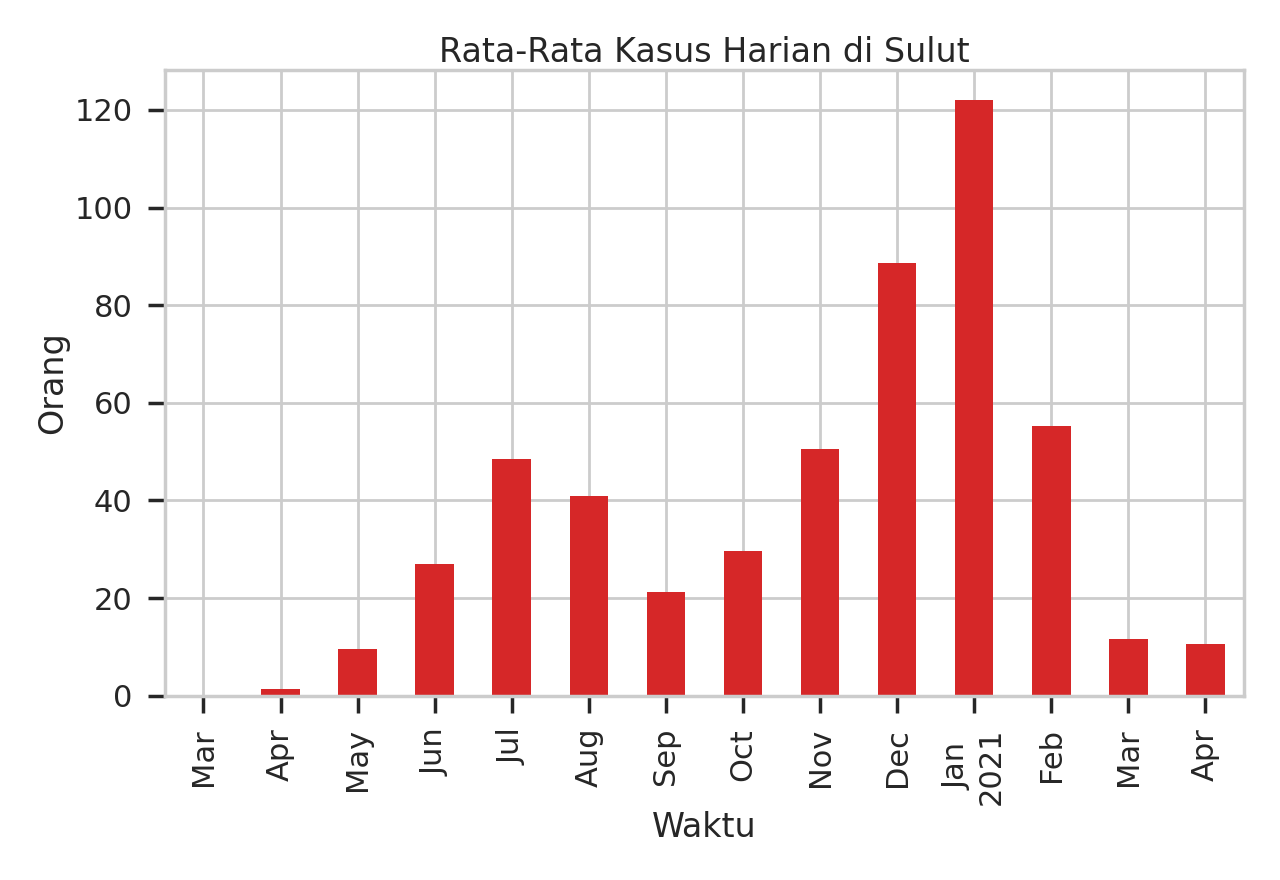 Rata-Rata Kasus Harian di Sulut
120
100
80
60
40
20
0
Orang
Mar
Apr
May
Jun
Jul
Aug
Sep
Oct
Nov
Dec
Jan
2021
Feb
Mar
Apr
Waktu